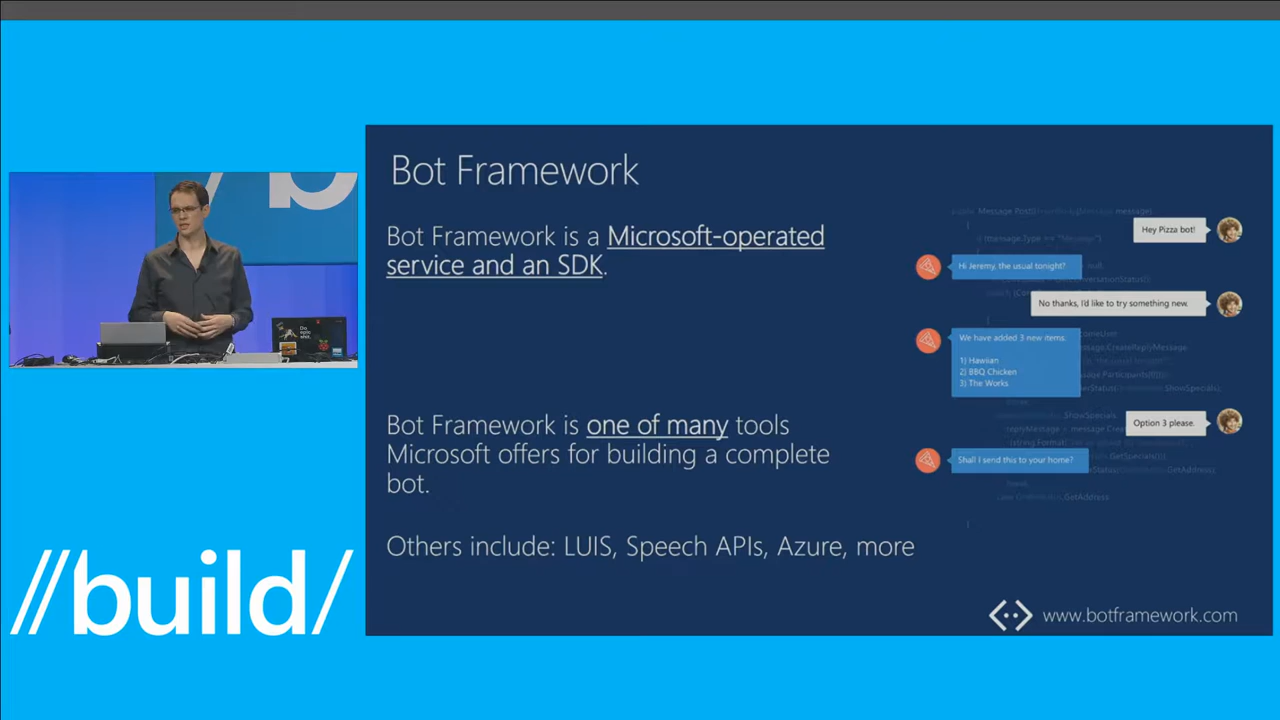 Bot Framework
Bot Framework is a Microsoft-operated
service and an SDK.
Bot Framework is one of many tools
Microsoft offers for building a complete
bot.
Others include: LUIS, Speech APIs, Azure, more
Hey Pizza bot!
Hi Jeremy, the usual tonight?
No thanks, I'd like to try something new.
We have added 3 new items.
1) Hawiian
2) BBQ Chicken
3) The Works
Option 3 please.
Shall I send this to your home?
www.botframework.com
//build/
//b
Do
epic